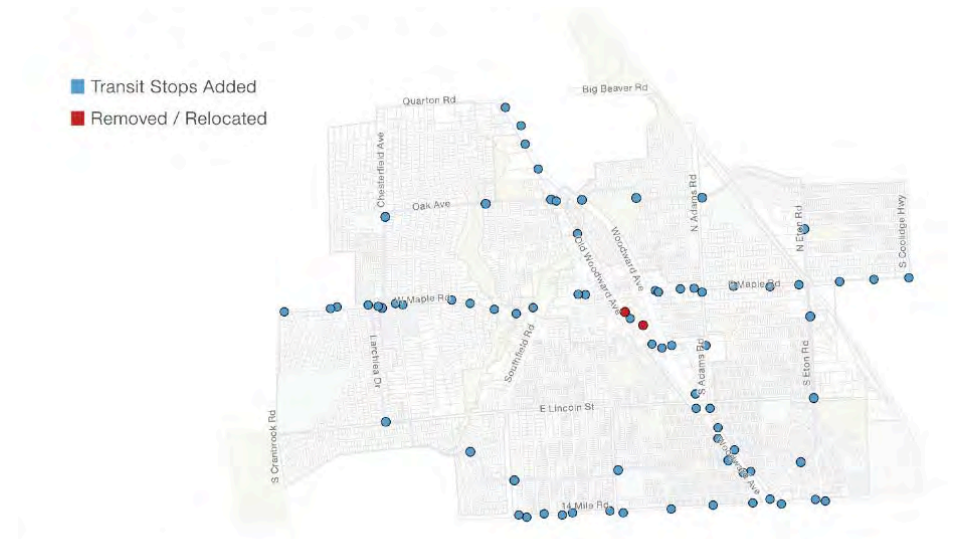 Transit Stops Added
Removed / Relocated
Big Beaver Rd
Quarton Rd
Chesterfield Ave
Oak Ave
N Adams Rd
N Eton Rd
S Coolidge Hwy
Woodward Ave
Old Woodward Ave
W Maple Rd
E Maple Rd
Southfield Rd
Larchlea Dr
S Adams Rd
S Eton Rd
E Lincoln St
S Cranbrook Rd
Woodward Ave
14 Mile Rd